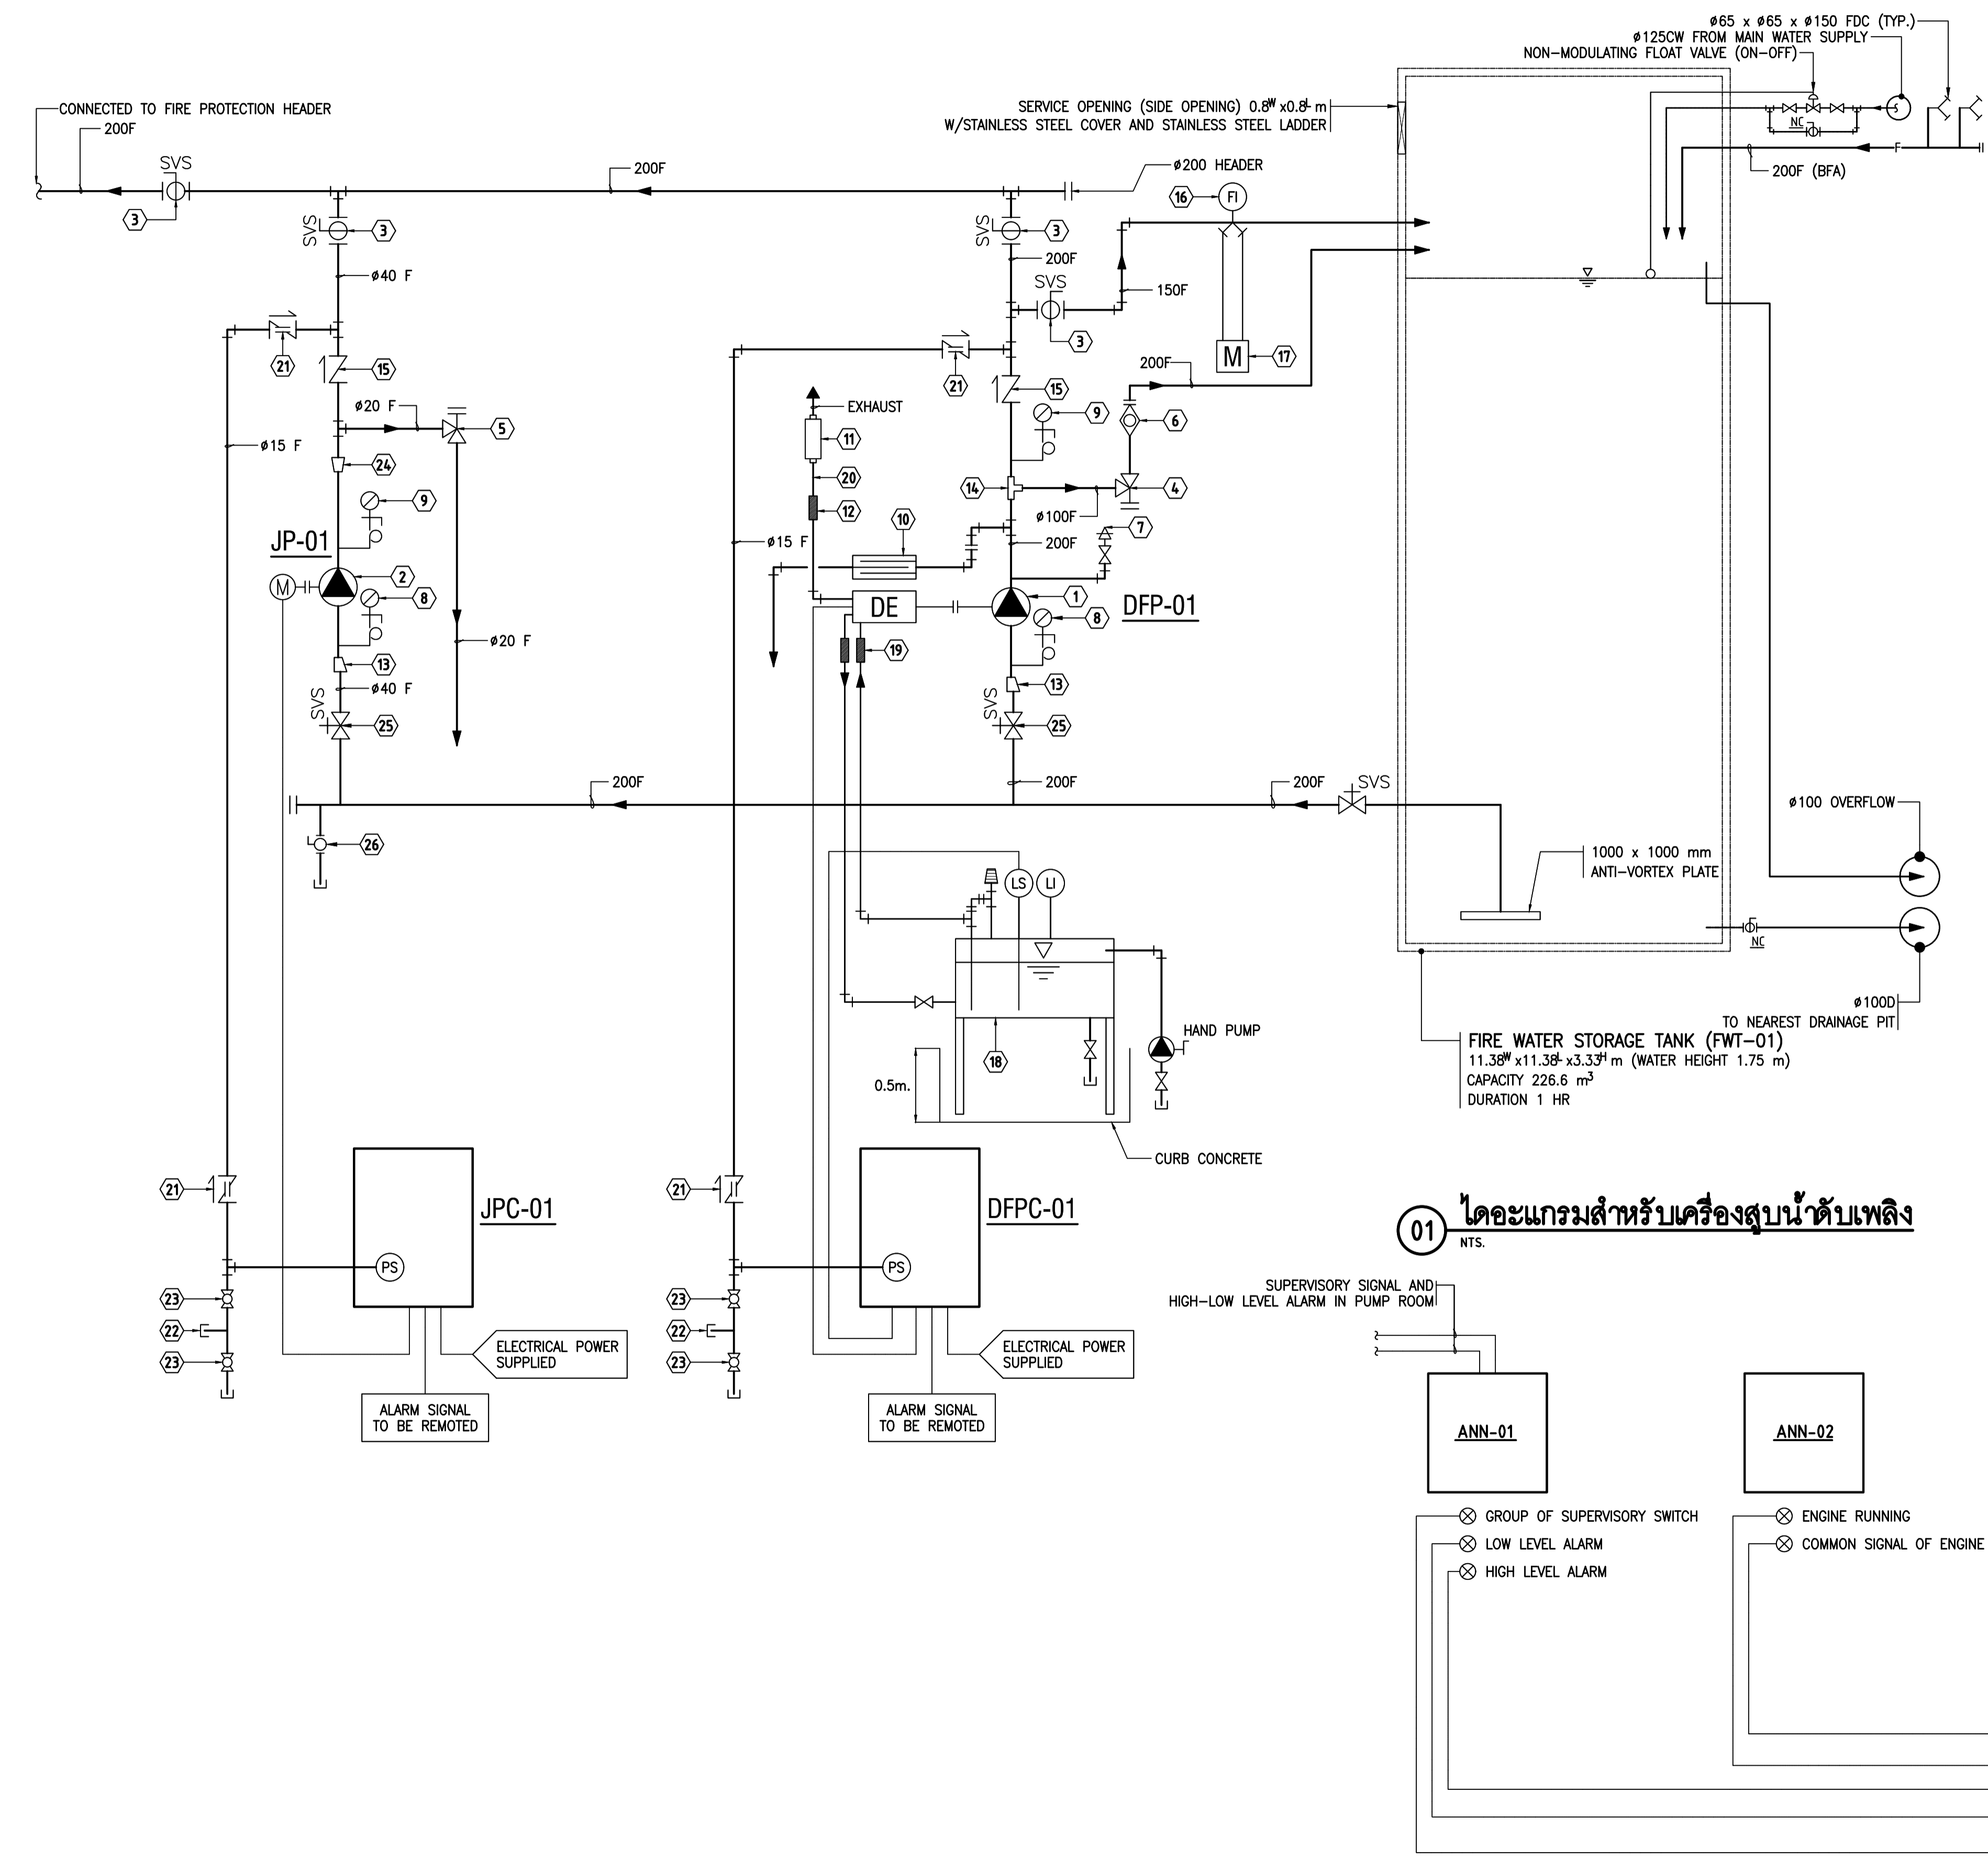 ø65 x ø65 x ø150 FDC (TYP.)
ø125CW FROM MAIN WATER SUPPLY
NON-MODULATING FLOAT VALVE (ON-OFF)
CONNECTED TO FIRE PROTECTION HEADER
200F
SVS
3
200F
ø200 HEADER
SERVICE OPENING (SIDE OPENING) 0.8W x0.8L m
W/STAINLESS STEEL COVER AND STAINLESS STEEL LADDER
NC
F
200F (BFA)
16
FI
SVS
3
ø40 F
SVS
3
200F
SVS
150F
3
21
15
ø20 F
5
ø15 F
24
9
JP-01
M
2
8
ø20 F
13
ø40 F
SVS
25
M
17
200F
21
15
EXHAUST
9
6
11
20
14
4
12
ø100F
10
7
ø15 F
200F
DE
1
DFP-01
8
19
13
SVS
25
200F
200F
200F
SVS
26
ø100 OVERFLOW
1000 x 1000 mm
ANTI-VORTEX PLATE
LS
LI
NC
ø100D
TO NEAREST DRAINAGE PIT
HAND PUMP
18
0.5m.
CURB CONCRETE
FIRE WATER STORAGE TANK (FWT-01)
11.38W x11.38L x3.33H m (WATER HEIGHT 1.75 m)
CAPACITY 226.6 m3
DURATION 1 HR
21
JPC-01
PS
23
22
23
ELECTRICAL POWER
SUPPLIED
ALARM SIGNAL
TO BE REMOTED
21
DFPC-01
PS
23
22
23
ELECTRICAL POWER
SUPPLIED
ALARM SIGNAL
TO BE REMOTED
01
ไดอะแกรมสำหรับเครื่องสูบน้ำดับเพลิง
NTS.
SUPERVISORY SIGNAL AND
HIGH-LOW LEVEL ALARM IN PUMP ROOM
ANN-01
ANN-02
GROUP OF SUPERVISORY SWITCH
LOW LEVEL ALARM
HIGH LEVEL ALARM
ENGINE RUNNING
COMMON SIGNAL OF ENGINE